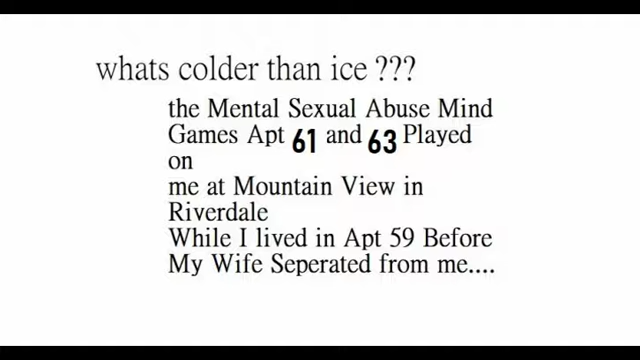 whats colder than ice ???
the Mental Sexual Abuse Mind
Games Apt 61 and 63 Played
on
me at Mountain View in
Riverdale
While I lived in Apt 59 Before
My Wife Seperated from me....